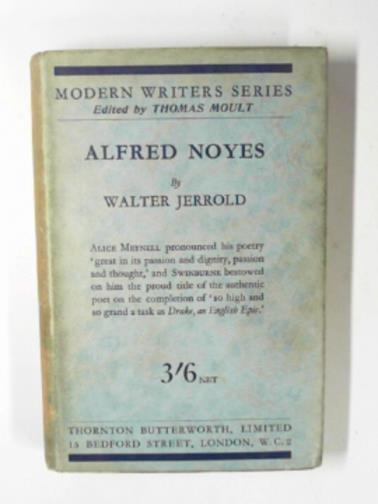 MODERN WRITERS SERIES
Edited by THOMAS MOULT
ALFRED NOYES
By
WALTER JERROLD
ALICE MEYNELL pronounced his poetry
'great in its passion and dignity, passion
and thought,' and SWINBURNE bestowed
on him the proud title of the authentic
poet on the completion of 'so high and
so grand a task as Drake, an English Epic.'
3/6 NET
THORNTON BUTTERWORTH, LIMITED
15 BEDFORD STREET, LONDON, W.C.2